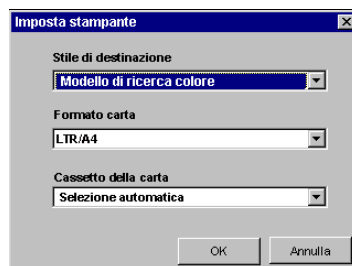 Imposta stampante
Stile di destinazione
Modello di ricerca colore
Formato carta
LTR/A4
Cassetto della carta
Selezione automatica
OK
Annulla